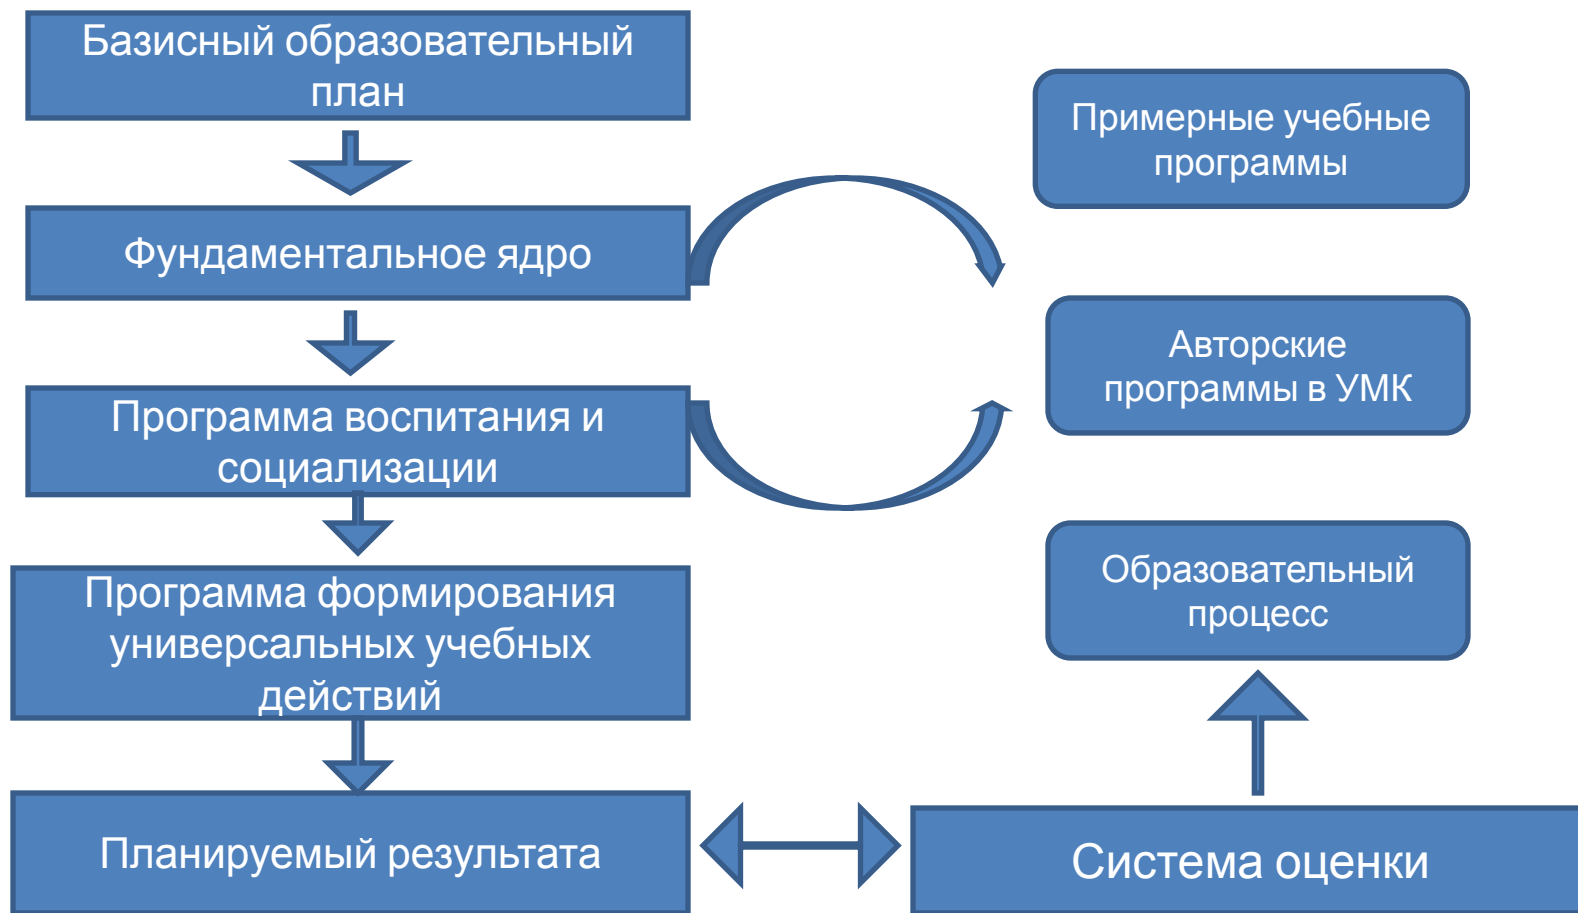 Базисный образовательный
план
Фундаментальное ядро
Программа воспитания и
социализации
Программа формирования
универсальных учебных
действий
Планируемый результата
Примерные учебные
программы
Авторские
программы в УМК
Образовательный
процесс
Система оценки